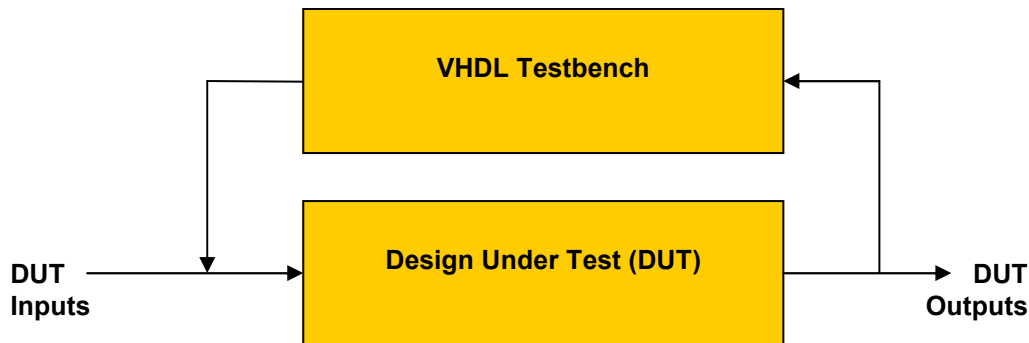 VHDL Testbench
Design Under Test (DUT)
DUT
Inputs
DUT
Outputs